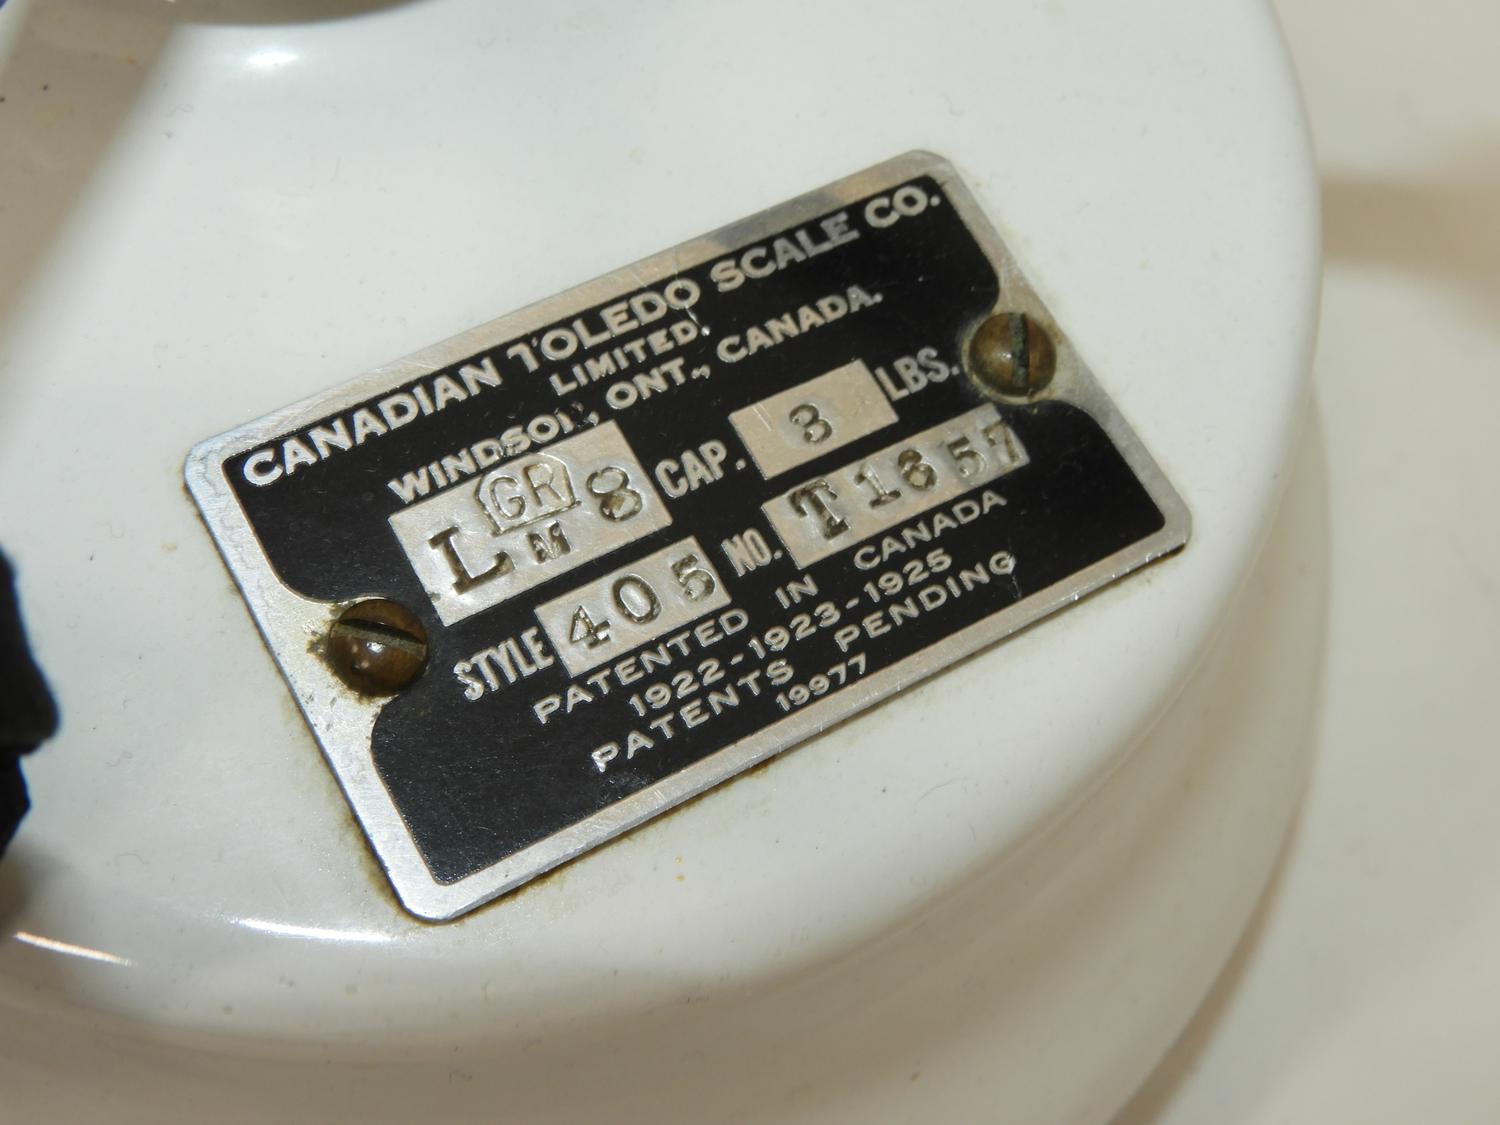 CANADIAN TOLEDO SCALE CO.
LIMITED.
WINDSOR, ONT., CANADA.
L GR M 8 CAP. 3 LBS.
STYLE 405 NO. T1857
PATENTED IN CANADA
1922-1923-1925
PATENTS PENDING
19977